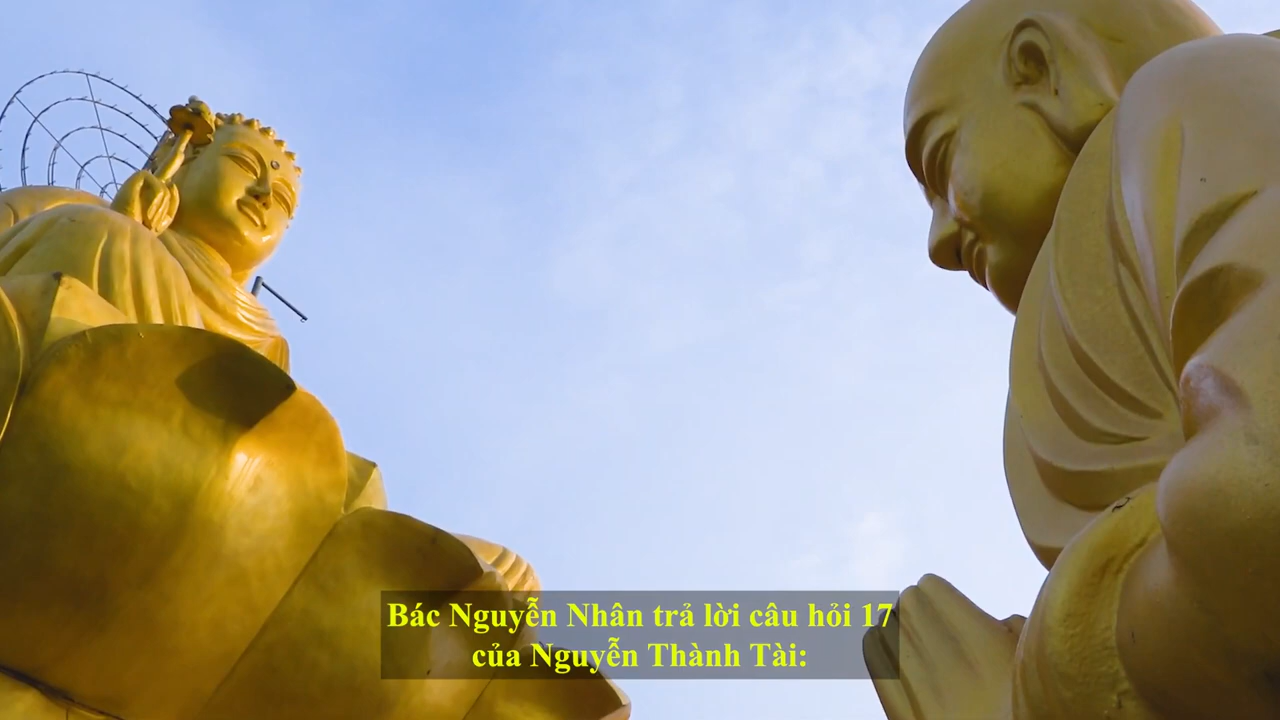 Bác Nguyễn Nhân trả lời câu hỏi 17
của Nguyễn Thành Tài: